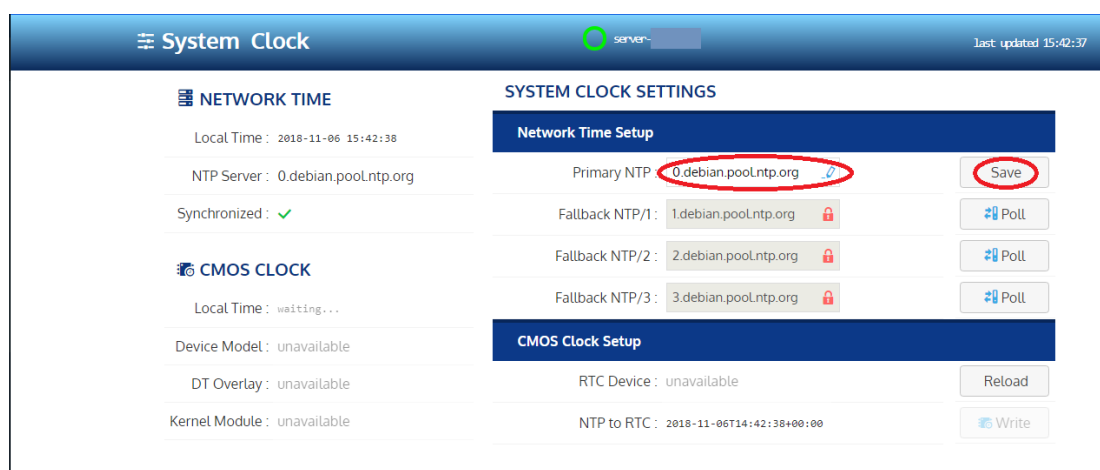 System Clock
server-
last updated 15:42:37
NETWORK TIME
Local Time : 2018-11-06 15:42:38
NTP Server : 0.debian.pool.ntp.org
Synchronized :
CMOS CLOCK
Local Time : waiting...
Device Model : unavailable
DT Overlay : unavailable
Kernel Module : unavailable
SYSTEM CLOCK SETTINGS
Network Time Setup
Primary NTP : 0.debian.pool.ntp.org Save
Fallback NTP/1 : 1.debian.pool.ntp.org Poll
Fallback NTP/2 : 2.debian.pool.ntp.org Poll
Fallback NTP/3 : 3.debian.pool.ntp.org Poll
CMOS Clock Setup
RTC Device : unavailable Reload
NTP to RTC : 2018-11-06T14:42:38+00:00 Write